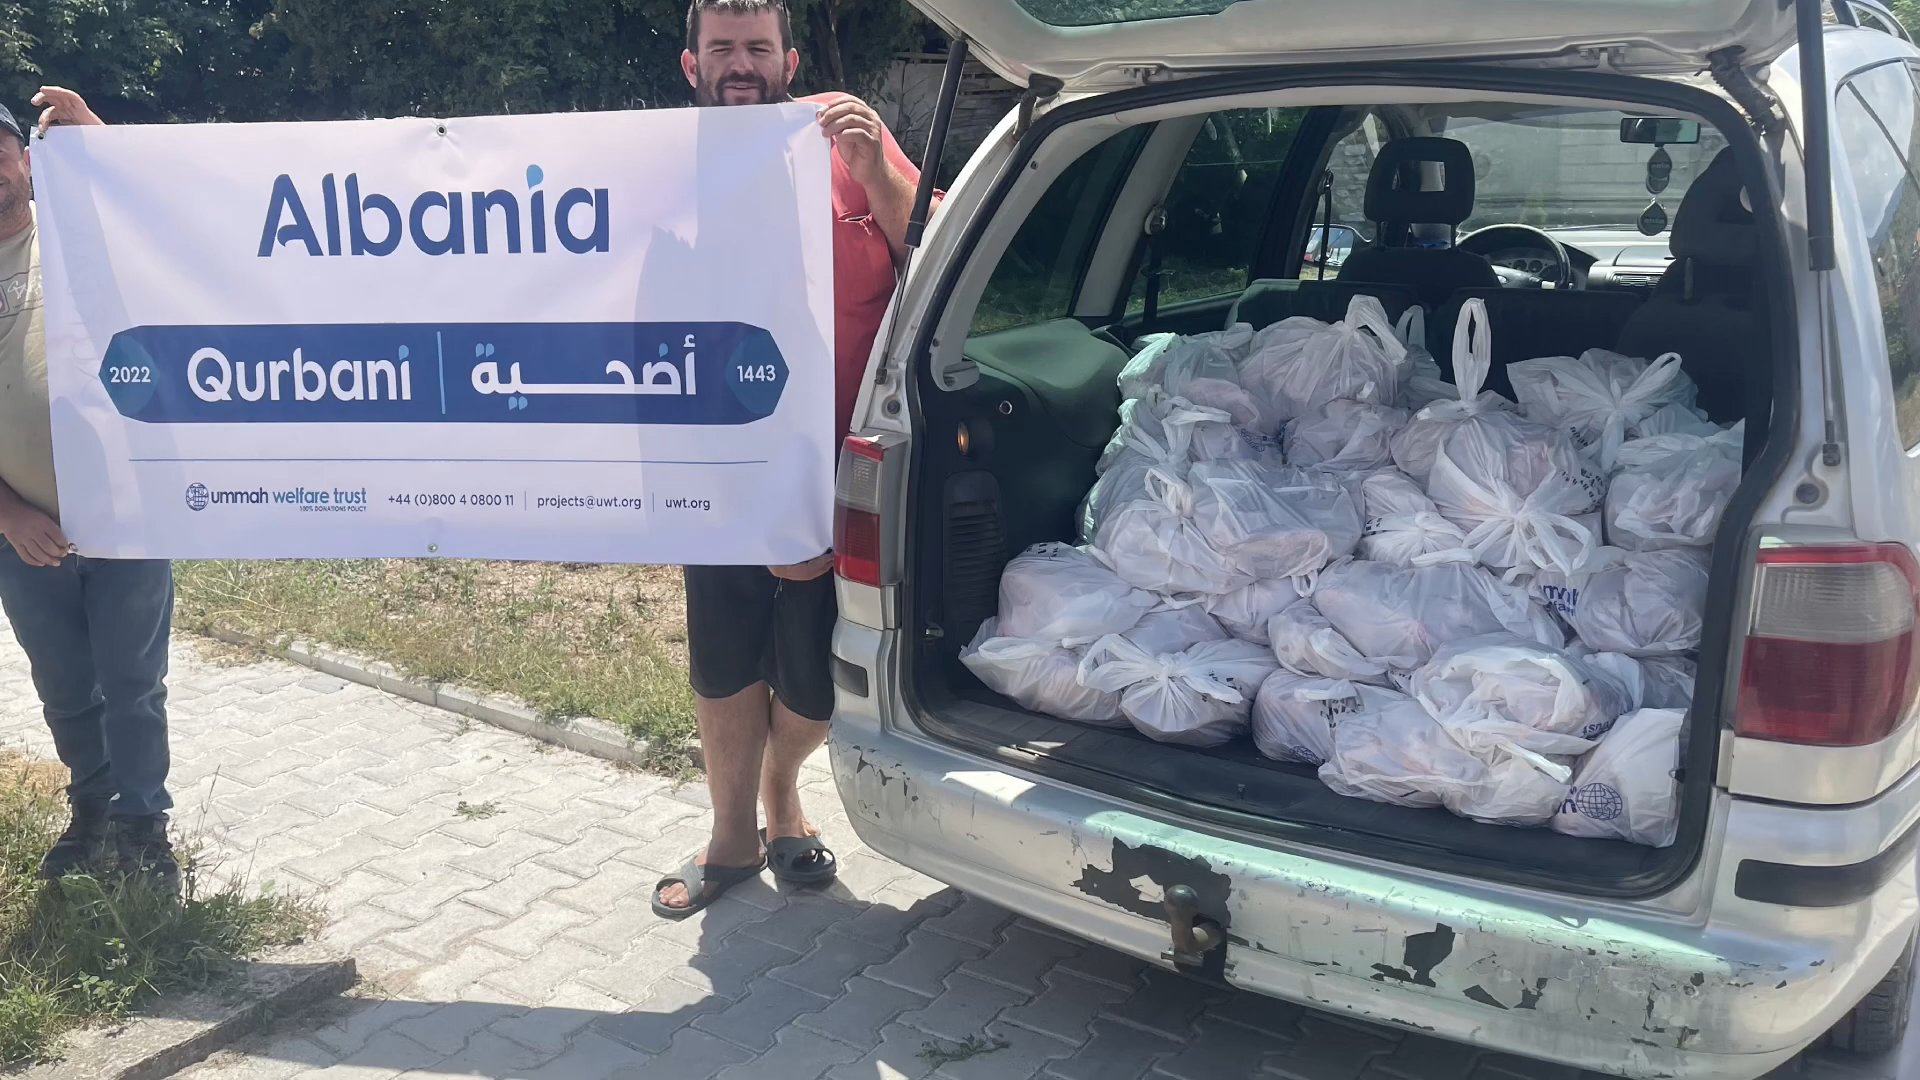 Albania
2022 Qurbani أضحية 1443
ummah welfare trust
100% DONATIONS POLICY
+44 (0)800 4 0800 11 projects@uwt.org uwt.org